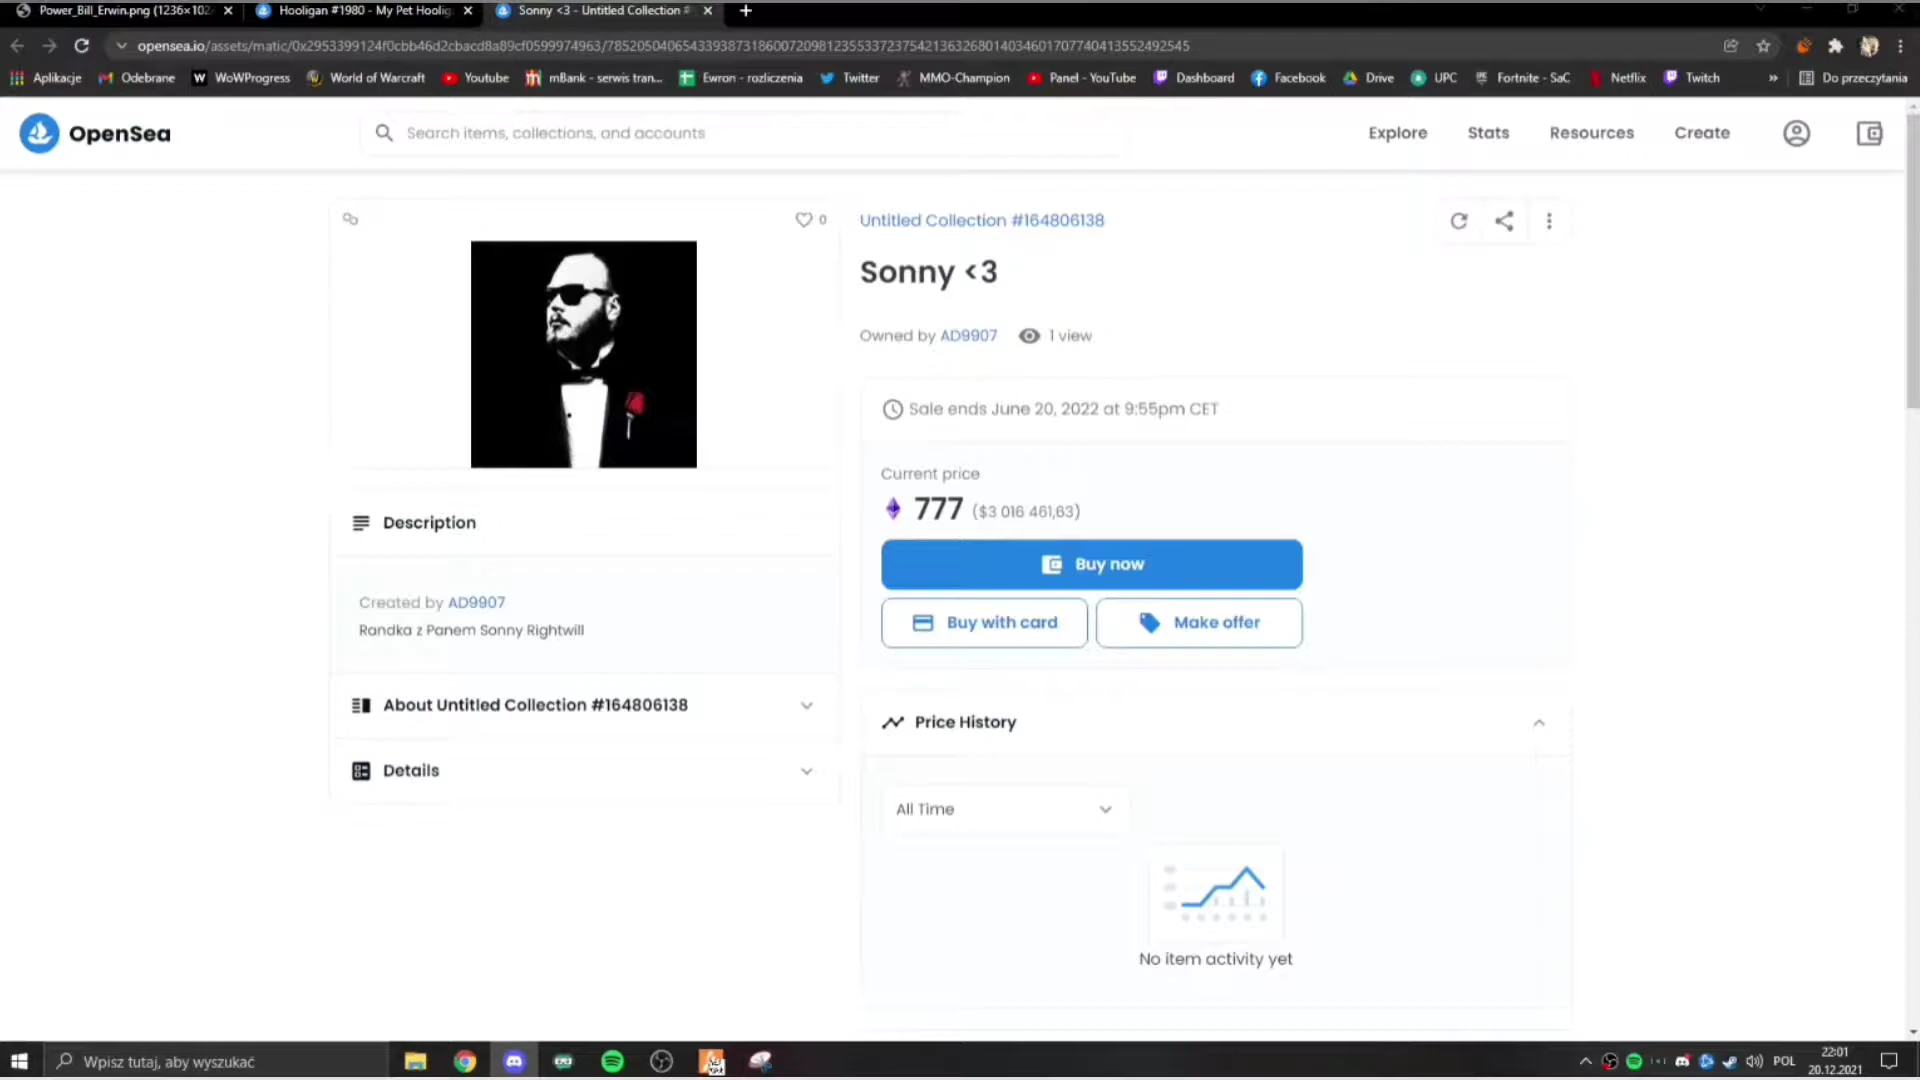 Power_Bill_Erwin.png (1236×102
Hooligan #1980 - My Pet Hoolig
Sonny <3 - Untitled Collection #
opensea.io/assets/matic/0x2953399124f0cbb46d2cbacd8a89cf0599974963/78520504065433938731860072098123553372375421363268014034601707740413552492545
Aplikacje
Odebrane
WoWProgress
World of Warcraft
Youtube
mBank - serwis tran...
Ewron - rozliczenia
Twitter
MMO-Champion
Panel - YouTube
Dashboard
Facebook
Drive
UPC
Fortnite - SaC
Netflix
Twitch
»
Do przeczytania
OpenSea
Search items, collections, and accounts
Explore
Stats
Resources
Create
0
Untitled Collection #164806138
Sonny <3
Owned by AD9907
1 view
Sale ends June 20, 2022 at 9:55pm CET
Current price
777 ($3 016 461,63)
Buy now
Buy with card
Make offer
Description
Created by AD9907
Randka z Panem Sonny Rightwill
About Untitled Collection #164806138
Details
Price History
All Time
No item activity yet
Wpisz tutaj, aby wyszukać
POL
22:01
20.12.2021